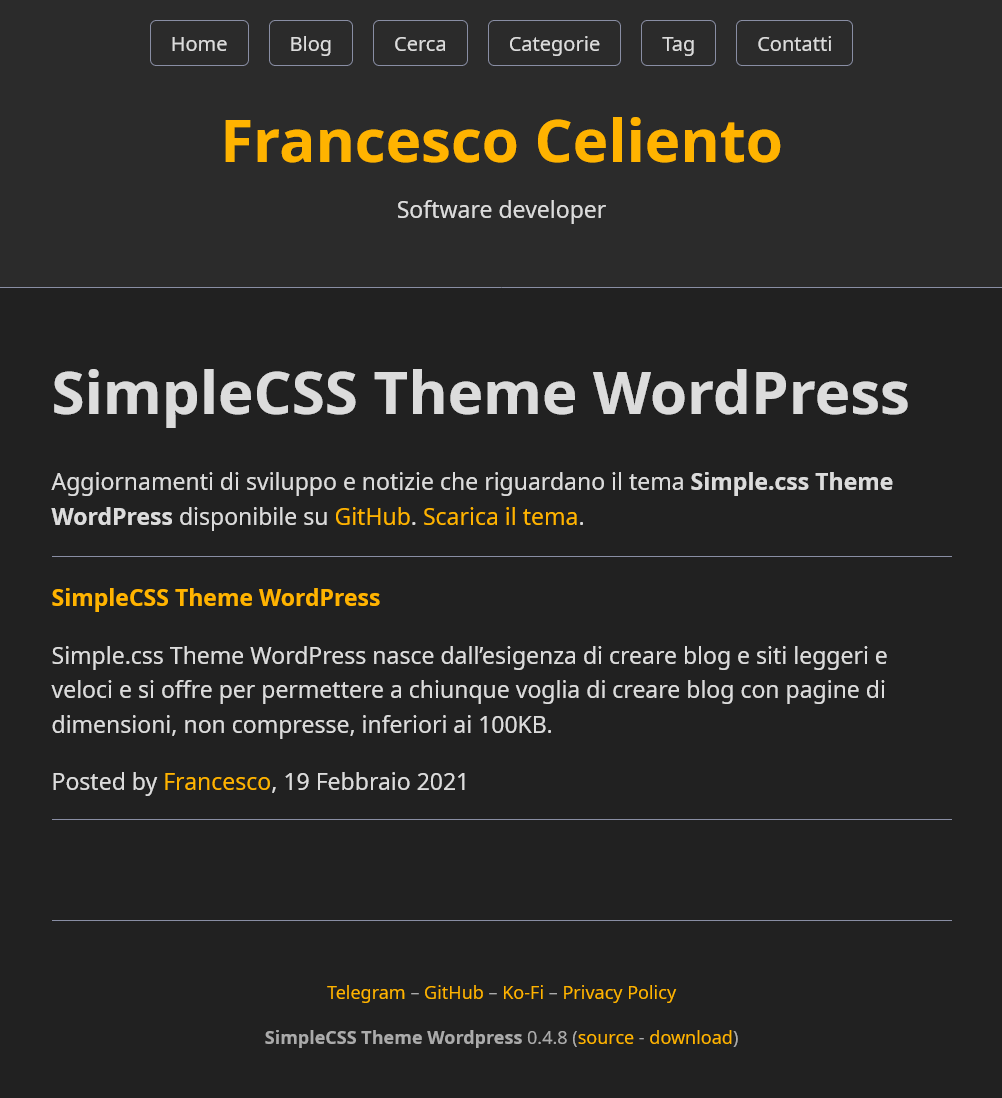 Home Blog Cerca Categorie Tag Contatti
Francesco Celiento
Software developer
SimpleCSS Theme WordPress
Aggiornamenti di sviluppo e notizie che riguardano il tema Simple.css Theme
WordPress disponibile su GitHub. Scarica il tema.
SimpleCSS Theme WordPress
Simple.css Theme WordPress nasce dall’esigenza di creare blog e siti leggeri e
veloci e si offre per permettere a chiunque voglia di creare blog con pagine di
dimensioni, non compresse, inferiori ai 100KB.
Posted by Francesco, 19 Febbraio 2021
Telegram – GitHub – Ko-Fi – Privacy Policy
SimpleCSS Theme Wordpress 0.4.8 (source - download)